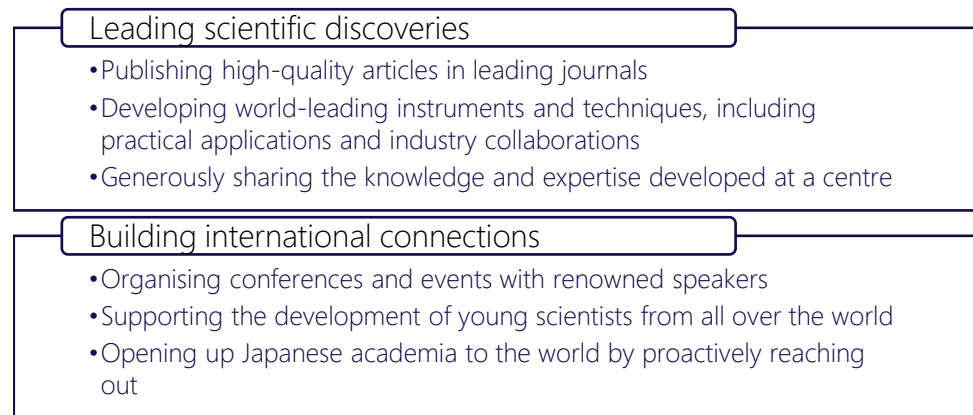 Leading scientific discoveries
•Publishing high-quality articles in leading journals
•Developing world-leading instruments and techniques, including
practical applications and industry collaborations
•Generously sharing the knowledge and expertise developed at a centre
Building international connections
•Organising conferences and events with renowned speakers
•Supporting the development of young scientists from all over the world
•Opening up Japanese academia to the world by proactively reaching
out